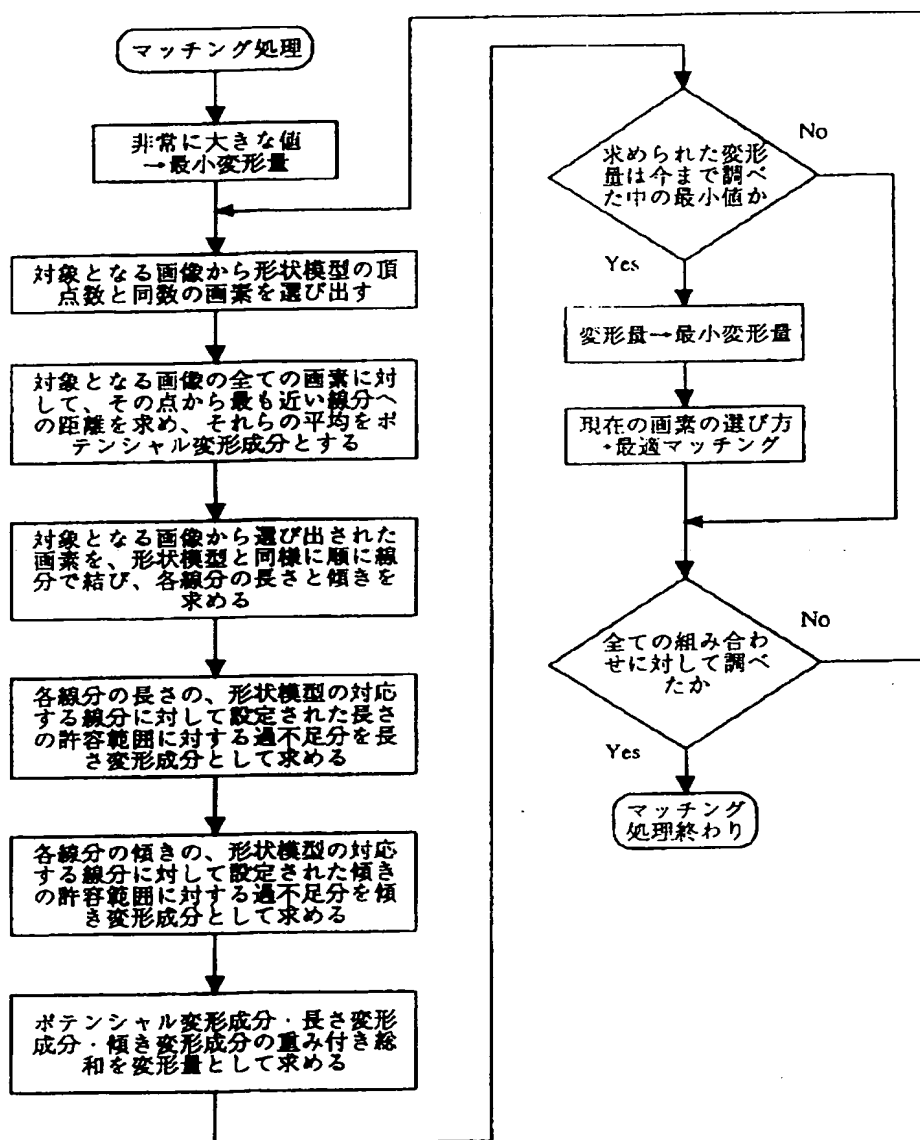 マッチング処理
非常に大きな値
→最小変形量
対象となる画像から形状模型の頂
点数と同数の画素を選び出す
対象となる画像の全ての画素に対
して、その点から最も近い線分へ
の距離を求め、それらの平均をポ
テンシャル変形成分とする
対象となる画像から選び出された
画素を、形状模型と同様に順に線
分で結び、各線分の長さと傾きを
求める
各線分の長さの、形状模型の対応
する線分に対して設定された長さ
の許容範囲に対する過不足分を長
さ変形成分として求める
各線分の傾きの、形状模型の対応
する線分に対して設定された傾き
の許容範囲に対する過不足分を傾
き変形成分として求める
ポテンシャル変形成分・長さ変形
成分・傾き変形成分の重み付き総
和を変形量として求める
求められた変形
量は今まで調べ
た中の最小値か
No
Yes
変形量→最小変形量
現在の画素の選び方
→最適マッチング
全ての組み合わ
せに対して調べ
たか
No
Yes
マッチング
処理終わり